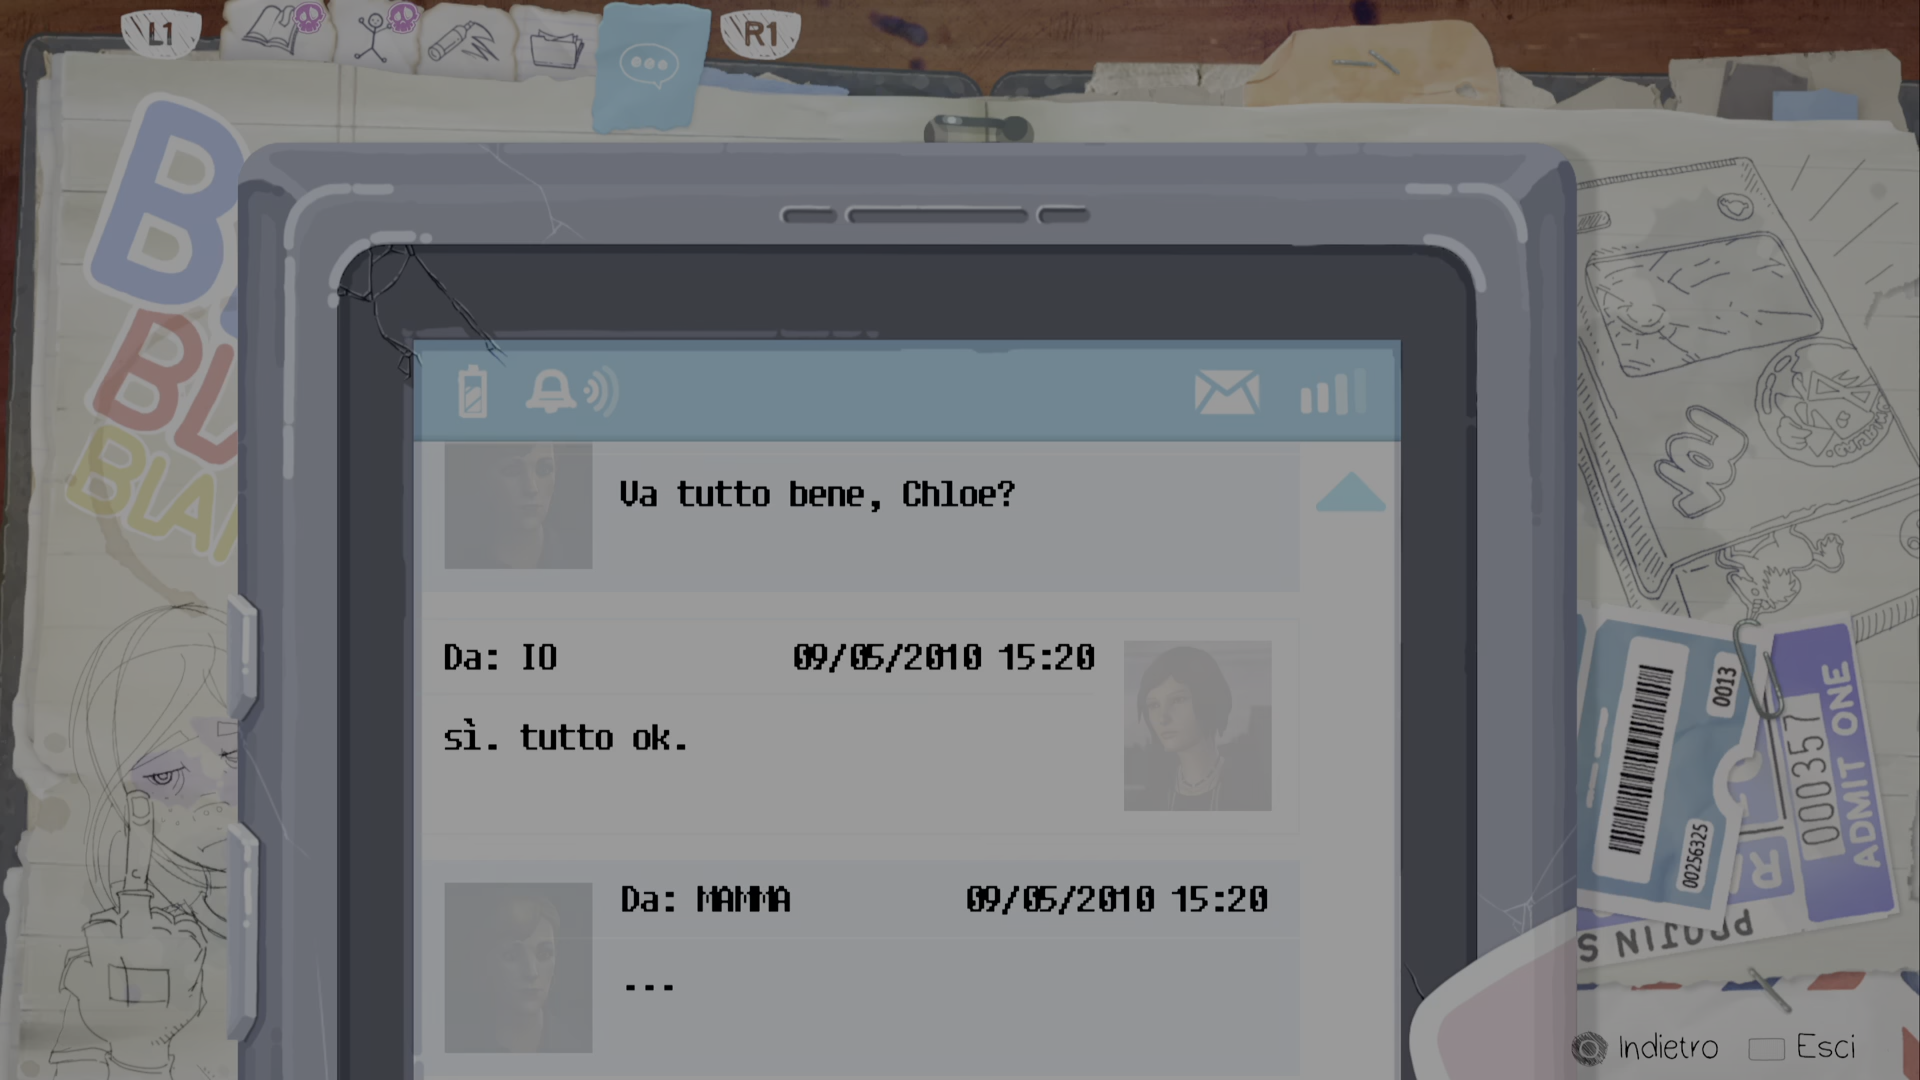 L1
R1
Va tutto bene, Chloe?
Da: IO 09/05/2010 15:20
sì. tutto ok.
Da: MAMMA 09/05/2010 15:20
---
0013
00256325
000357
ADMIT ONE
Indietro
Esci